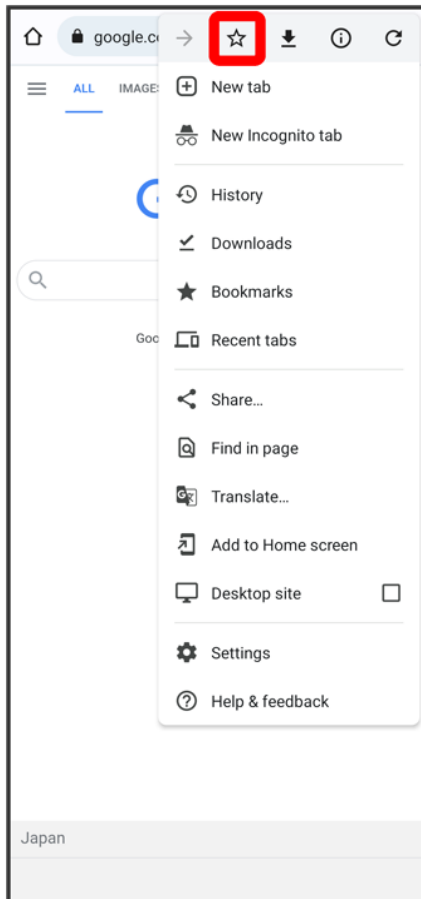 google.c
ALL IMAGE
New tab
New Incognito tab
History
Downloads
Bookmarks
Goo
Recent tabs
Share...
Find in page
Translate...
Add to Home screen
Desktop site
Settings
Help & feedback
Japan